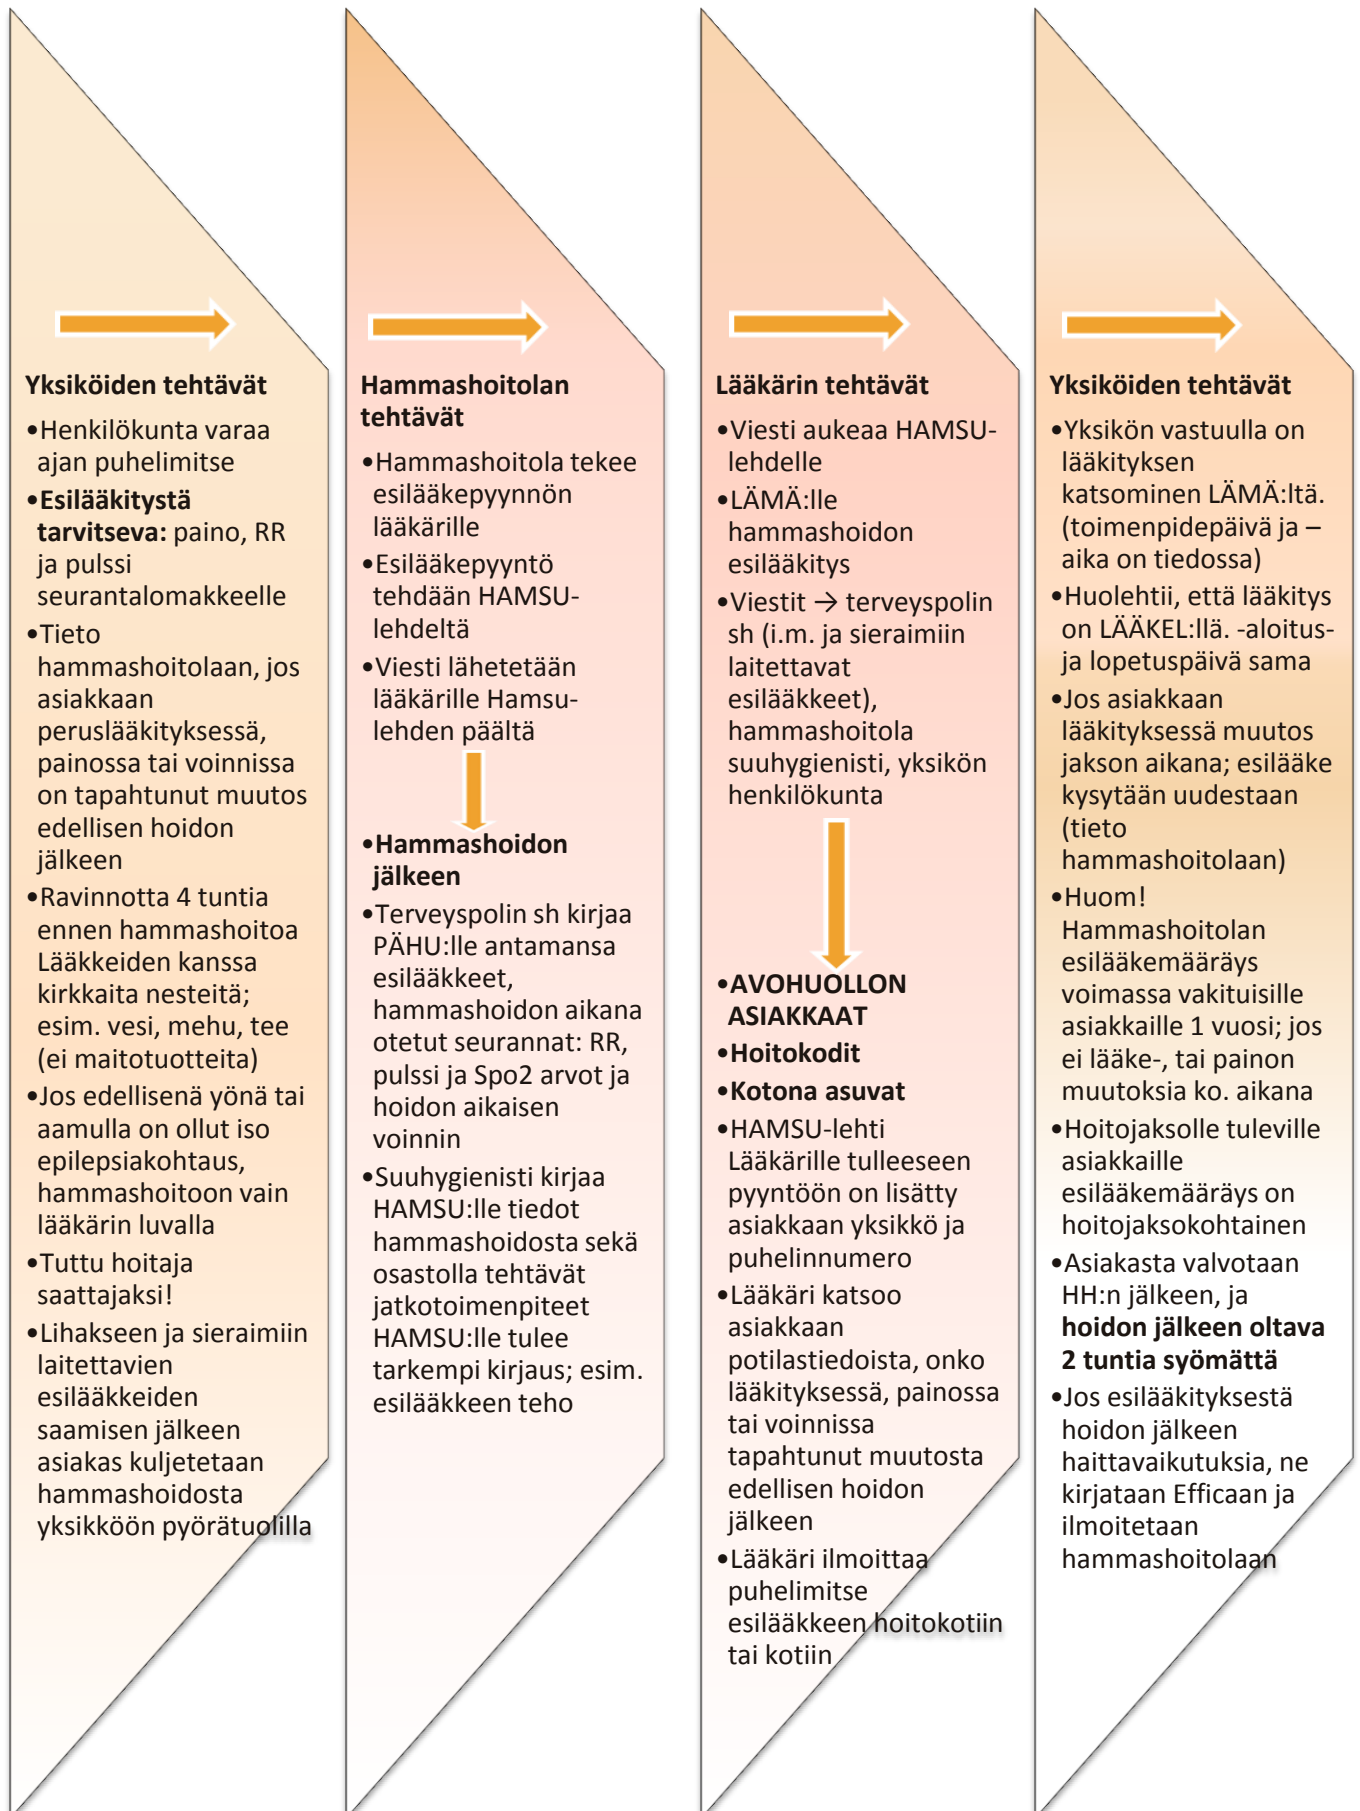 Yksiköiden tehtävät
•Henkilökunta varaa
ajan puhelimitse
•Esilääkitystä
tarvitseva: paino, RR
ja pulssi
seurantalomakkeelle
•Tieto
hammashoitolaan, jos
asiakkaan
peruslääkityksessä,
painossa tai voinnissa
on tapahtunut muutos
edellisen hoidon
jälkeen
•Ravinnotta 4 tuntia
ennen hammashoitoa
Lääkkeiden kanssa
kirkkaita nesteitä;
esim. vesi, mehu, tee
(ei maitotuotteita)
•Jos edellisenä yönä tai
aamulla on ollut iso
epilepsiakohtaus,
hammashoitoon vain
lääkärin luvalla
•Tuttu hoitaja
saattajaksi!
•Lihakseen ja sieraimiin
laitettavien
esilääkkeiden
saamisen jälkeen
asiakas kuljetetaan
hammashoidosta
yksikköön pyörätuolilla
Hammashoitolan
tehtävät
•Hammashoitola tekee
esilääkepyynnön
lääkärille
•Esilääkepyyntö
tehdään HAMSU-
lehdeltä
•Viesti lähetetään
lääkärille Hamsu-
lehden päältä
•Hammashoidon
jälkeen
•Terveyspolin sh kirjaa
PÄHU:lle antamansa
esilääkkeet,
hammashoidon aikana
otetut seurannat: RR,
pulssi ja Spo2 arvot ja
hoidon aikaisen
voinnin
•Suuhygienisti kirjaa
HAMSU:lle tiedot
hammashoidosta sekä
osastolla tehtävät
jatkotoimenpiteet
HAMSU:lle tulee
tarkempi kirjaus; esim.
esilääkkeen teho
Lääkärin tehtävät
•Viesti aukeaa HAMSU-
lehdelle
•LÄMÄ:lle
hammashoidon
esilääkitys
•Viestit → terveyspolin
sh (i.m. ja sieraimiin
laitettavat
esilääkkeet),
hammashoitola
suuhygienisti, yksikön
henkilökunta
•AVOHUOLLON
ASIAKKAAT
•Hoitokodit
•Kotona asuvat
•HAMSU-lehti
Lääkärille tulleeseen
pyyntöön on lisätty
asiakkaan yksikkö ja
puhelinnumero
•Lääkäri katsoo
asiakkaan
potilastiedoista, onko
lääkityksessä, painossa
tai voinnissa
tapahtunut muutosta
edellisen hoidon
jälkeen
•Lääkäri ilmoittaa
puhelimitse
esilääkkeen hoitokotiin
tai kotiin
Yksiköiden tehtävät
•Yksikön vastuulla on
lääkityksen
katsominen LÄMÄ:ltä.
(toimenpidepäivä ja –
aika on tiedossa)
•Huolehtii, että lääkitys
on LÄÄKEL:llä. -aloitus-
ja lopetuspäivä sama
•Jos asiakkaan
lääkityksessä muutos
jakson aikana; esilääke
kysytään uudestaan
(tieto
hammashoitolaan)
•Huom!
Hammashoitolan
esilääkemääräys
voimassa vakituisille
asiakkaille 1 vuosi; jos
ei lääke-, tai painon
muutoksia ko. aikana
•Hoitojaksolle tuleville
asiakkaille
esilääkemääräys on
hoitojaksokohtainen
•Asiakasta valvotaan
HH:n jälkeen, ja
hoidon jälkeen oltava
2 tuntia syömättä
•Jos esilääkityksestä
hoidon jälkeen
haittavaikutuksia, ne
kirjataan Efficaan ja
ilmoitetaan
hammashoitolaan